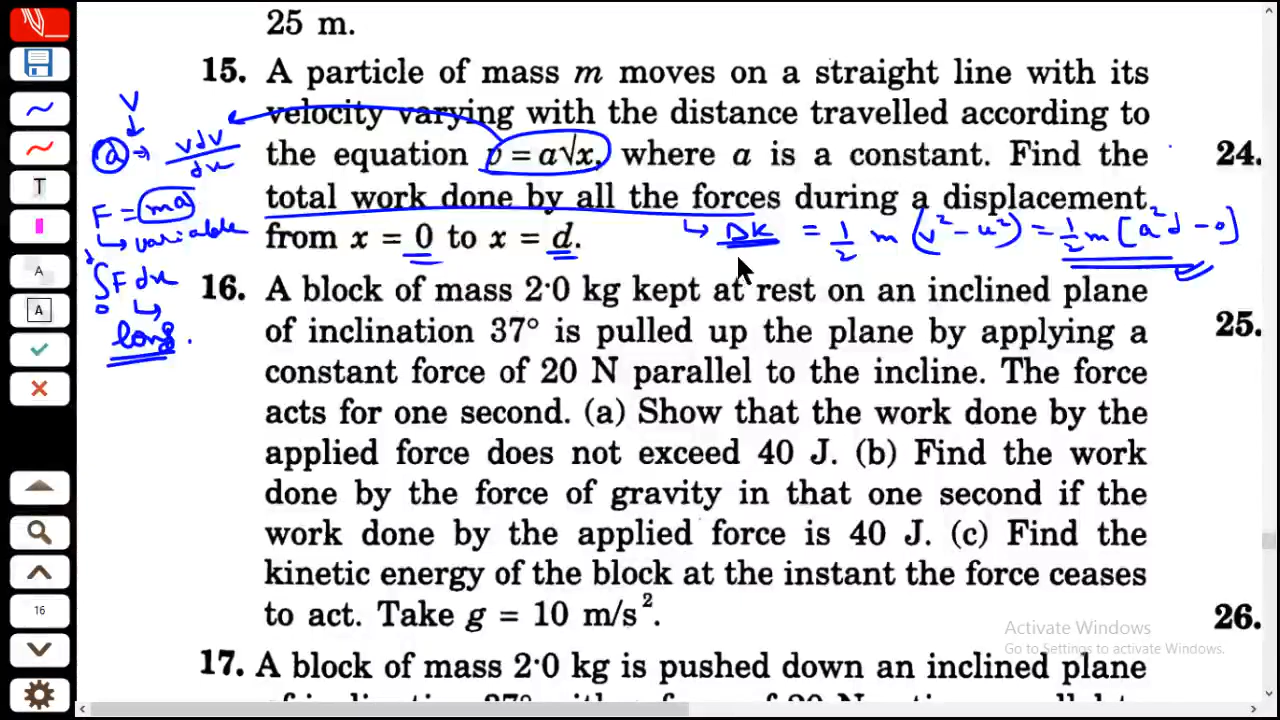 25 m.
15. A particle of mass m moves on a straight line with its
velocity varying with the distance travelled according to
the equation v = a√x, where a is a constant. Find the
total work done by all the forces during a displacement
from x = 0 to x = d.
V
a → vdv/dx
F = ma
↳ variable
∫₀ᵈ F dx
↳ long.
↳ ΔK = 1/2 m (v² - u²) = 1/2 m [a²d - 0]
16. A block of mass 2·0 kg kept at rest on an inclined plane
of inclination 37° is pulled up the plane by applying a
constant force of 20 N parallel to the incline. The force
acts for one second. (a) Show that the work done by the
applied force does not exceed 40 J. (b) Find the work
done by the force of gravity in that one second if the
work done by the applied force is 40 J. (c) Find the
kinetic energy of the block at the instant the force ceases
to act. Take g = 10 m/s².
17. A block of mass 2·0 kg is pushed down an inclined plane
24.
25.
26.
T
A
A
16
Activate Windows
Go to Settings to activate Windows.